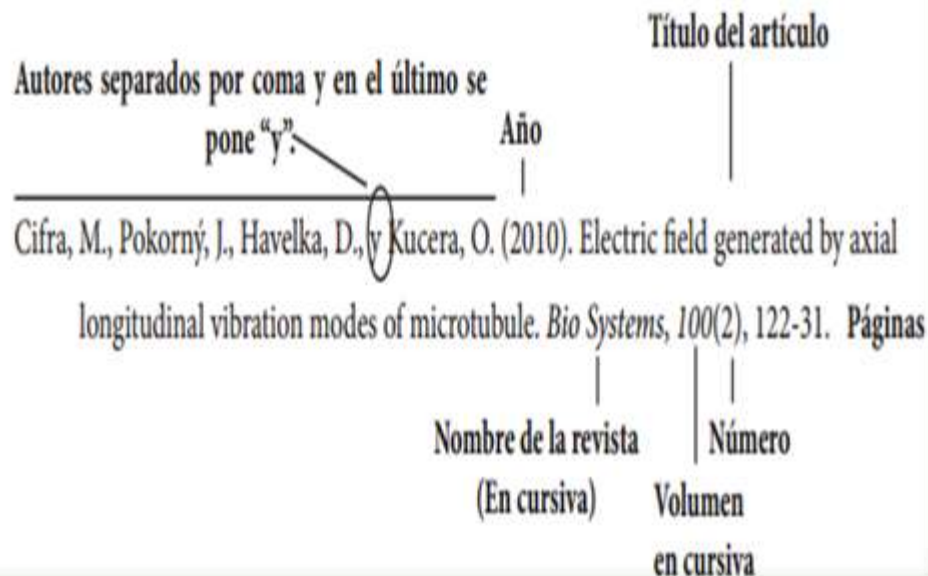 Título del artículo
Autores separados por coma y en el último se
pone “y”.
Año
Cifra, M., Pokorný, J., Havelka, D., y Kucera, O. (2010). Electric field generated by axial
longitudinal vibration modes of microtubule. Bio Systems, 100(2), 122-31. Páginas
Nombre de la revista
(En cursiva)
Número
Volumen
en cursiva